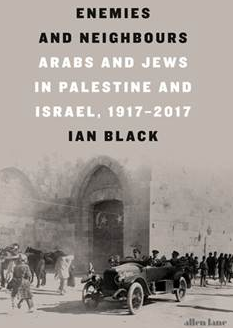 ENEMIES
AND NEIGHBOURS
ARABS AND JEWS
IN PALESTINE AND
ISRAEL, 1917–2017
IAN BLACK
allen lane